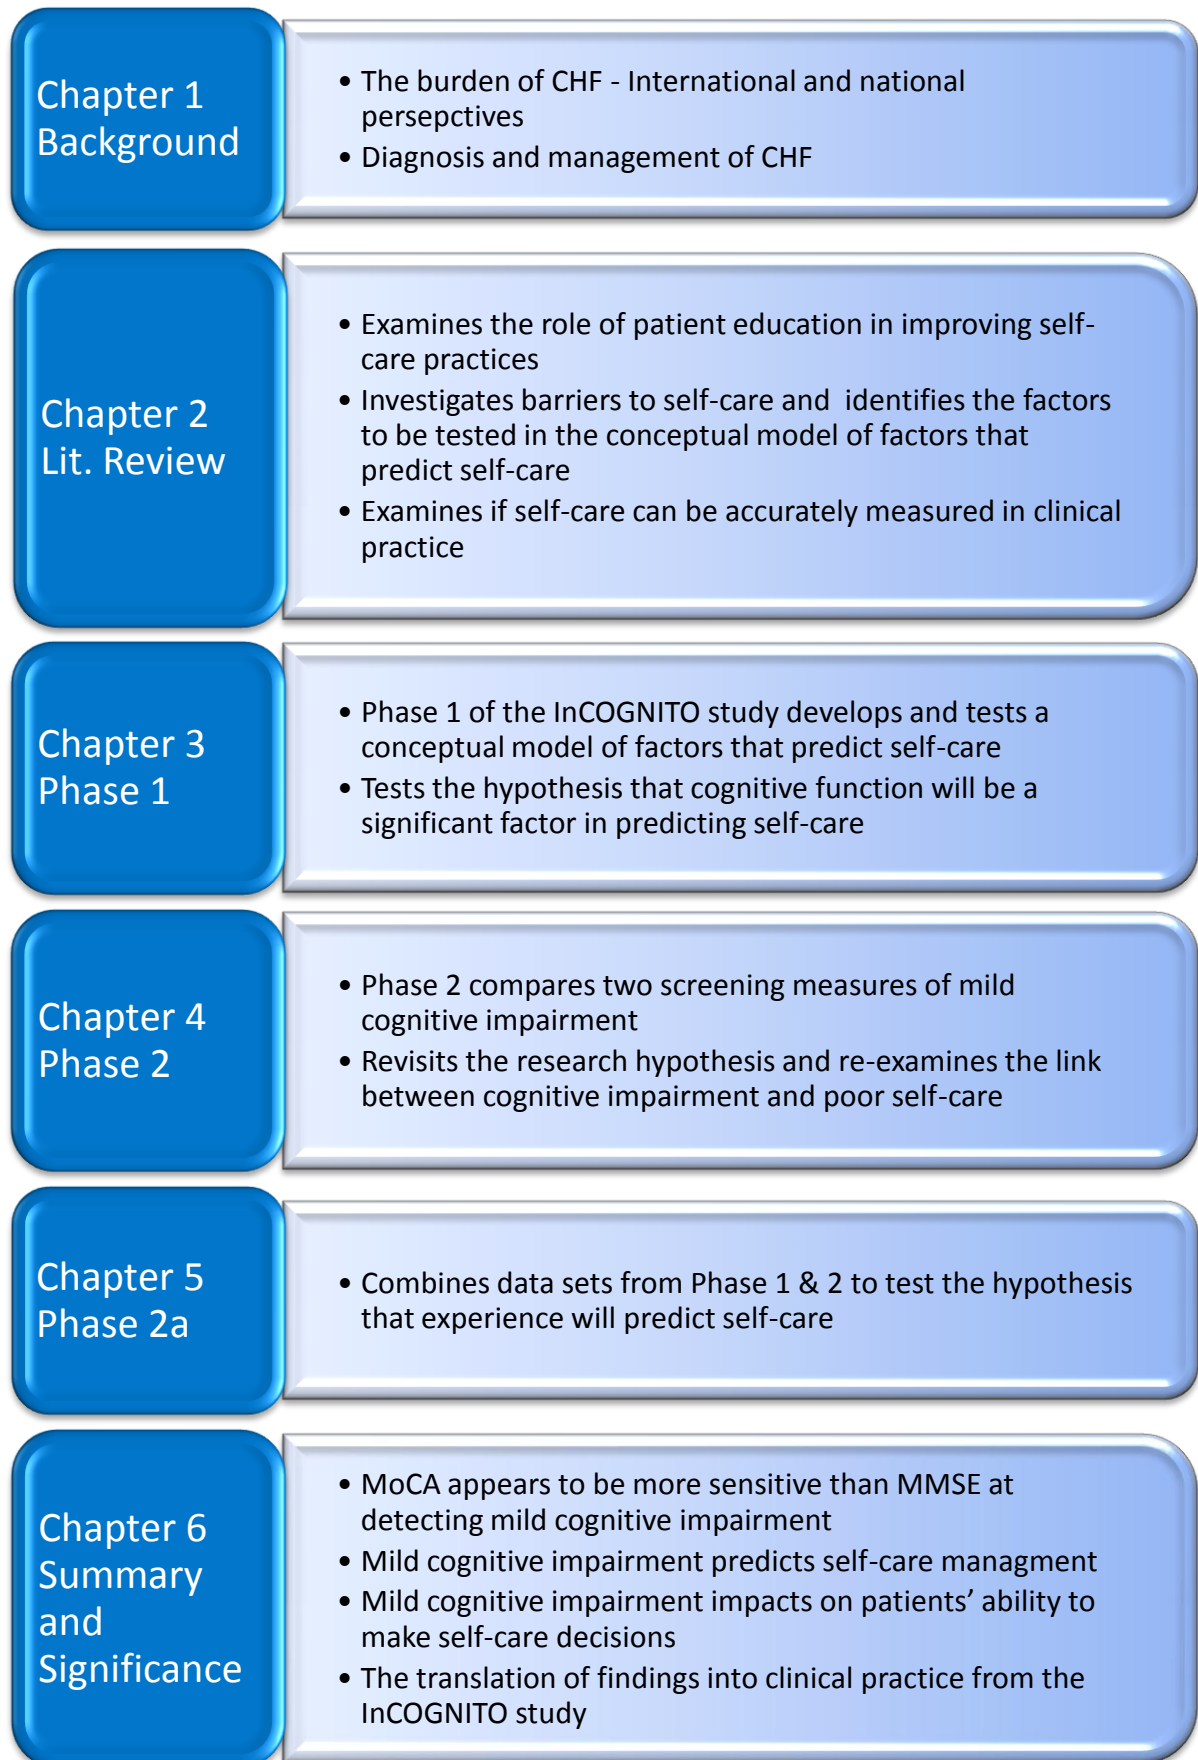 Chapter 1
Background
• The burden of CHF - International and national
persepctives
• Diagnosis and management of CHF
Chapter 2
Lit. Review
• Examines the role of patient education in improving self-
care practices
• Investigates barriers to self-care and  identifies the factors
to be tested in the conceptual model of factors that
predict self-care
• Examines if self-care can be accurately measured in clinical
practice
Chapter 3
Phase 1
• Phase 1 of the InCOGNITO study develops and tests a
conceptual model of factors that predict self-care
• Tests the hypothesis that cognitive function will be a
significant factor in predicting self-care
Chapter 4
Phase 2
• Phase 2 compares two screening measures of mild
cognitive impairment
• Revisits the research hypothesis and re-examines the link
between cognitive impairment and poor self-care
Chapter 5
Phase 2a
• Combines data sets from Phase 1 & 2 to test the hypothesis
that experience will predict self-care
Chapter 6
Summary
and
Significance
• MoCA appears to be more sensitive than MMSE at
detecting mild cognitive impairment
• Mild cognitive impairment predicts self-care managment
• Mild cognitive impairment impacts on patients’ ability to
make self-care decisions
• The translation of findings into clinical practice from the
InCOGNITO study